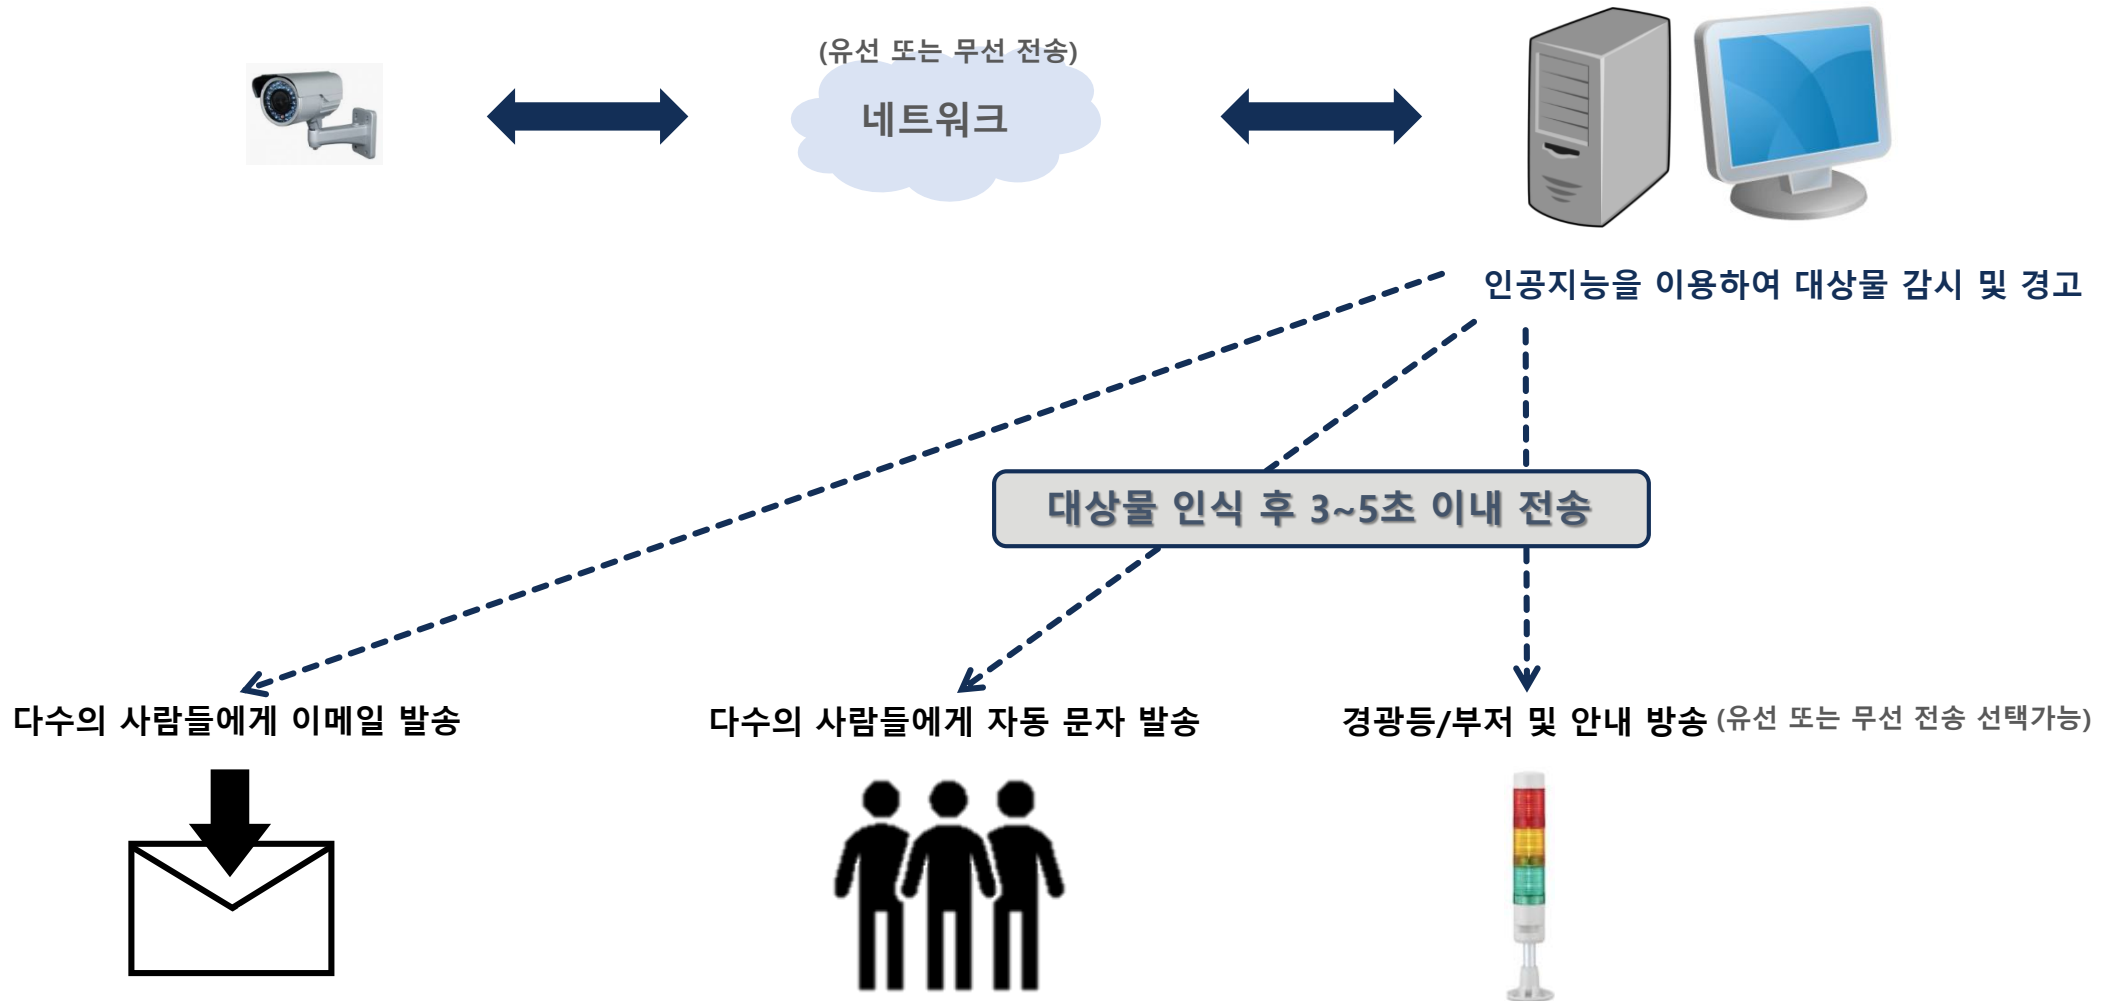 (유선 또는 무선 전송)
네트워크
인공지능을 이용하여 대상물 감시 및 경고
대상물 인식 후 3~5초 이내 전송
다수의 사람들에게 이메일 발송
다수의 사람들에게 자동 문자 발송
경광등/부저 및 안내 방송 (유선 또는 무선 전송 선택가능)